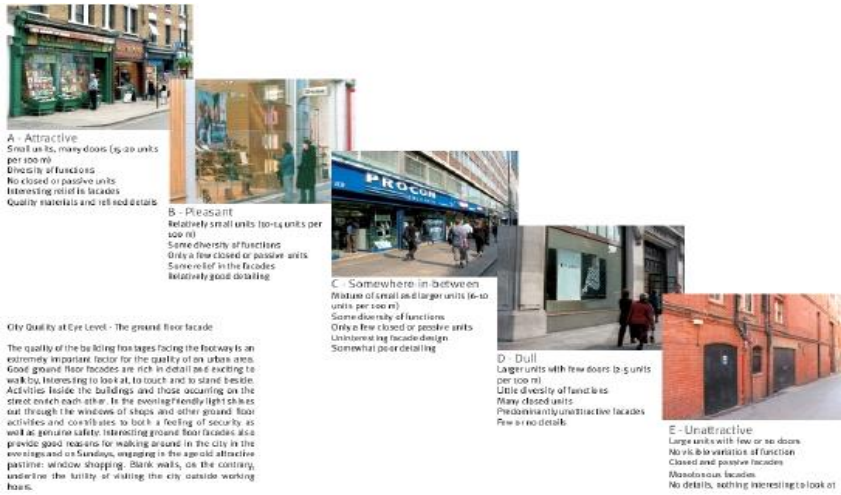 A - Attractive
Small units, many doors (15-20 units
per 100 m)
Diversity of functions
No closed or passive units
Interesting relief in facades
Quality materials and refined details
B - Pleasant
Relatively small units (10-14 units per
100 m)
Some diversity of functions
Only a few closed or passive units
Some relief in the facades
Relatively good detailing
PROCOM
C - Somewhere-in-between
Mixture of small and larger units (6-10
units per 100 m)
Some diversity of functions
Only a few closed or passive units
Uninteresting facade design
Somewhat poor detailing
D - Dull
Larger units with few doors (2-5 units
per 100 m)
Little diversity of functions
Many closed units
Predominantly unattractive facades
Few or no details
E - Unattractive
Large units with few or no doors
No visible variation of function
Closed and passive facades
Monotonous facades
No details, nothing interesting to look at
City Quality at Eye Level - The ground floor facade
The quality of the building frontages facing the footway is an
extremely important factor for the quality of an urban area.
Good ground floor facades are rich in detail and exciting to
walk by, interesting to look at, to touch and to stand beside.
Activities inside the buildings and those occurring on the
street enrich each other. In the evening friendly light shines
out through the windows of shops and other ground floor
activities and contributes to both a feeling of security as
well as genuine safety. Interesting ground floor facades also
provide good reasons for walking around in the city in the
evenings and on Sundays, engaging in the age old attractive
pastime: window shopping. Blank walls, on the contrary,
underline the futility of visiting the city outside working
hours.